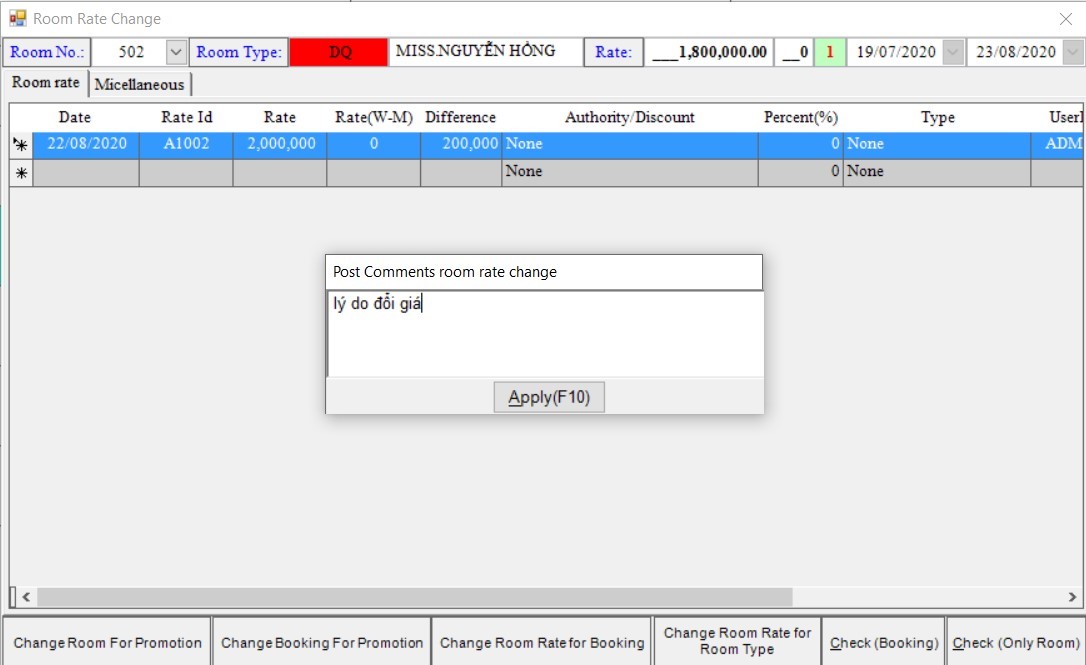 Room Rate Change
Room No.: 502 Room Type: DQ MISS.NGUYỄN HỒNG Rate: ___1,800,000.00 __0 1 19/07/2020 23/08/2020
Room rate Micellaneous
Date Rate Id Rate Rate(W-M) Difference Authority/Discount Percent(%) Type
22/08/2020 A1002 2,000,000 0 200,000 None 0 None ADM
None 0 None
Post Comments room rate change
lý do đổi giá
Apply(F10)
Change Room For Promotion Change Booking For Promotion Change Room Rate for Booking Change Room Rate for Room Type Check (Booking) Check (Only Room)